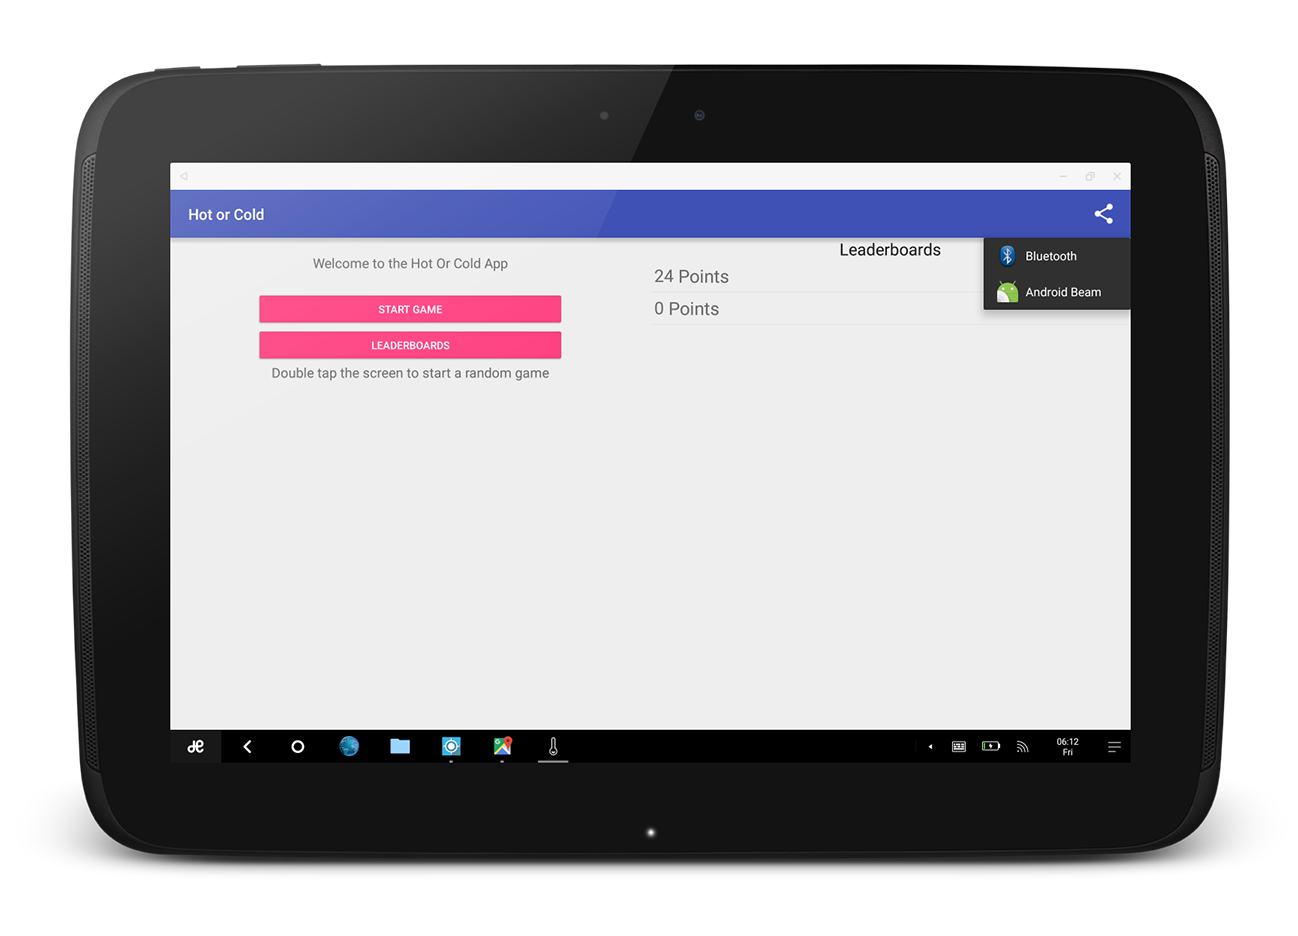 Hot or Cold
Welcome to the Hot Or Cold App
START GAME
LEADERBOARDS
Double tap the screen to start a random game
Leaderboards
24 Points
0 Points
Bluetooth
Android Beam
06:12
Fri